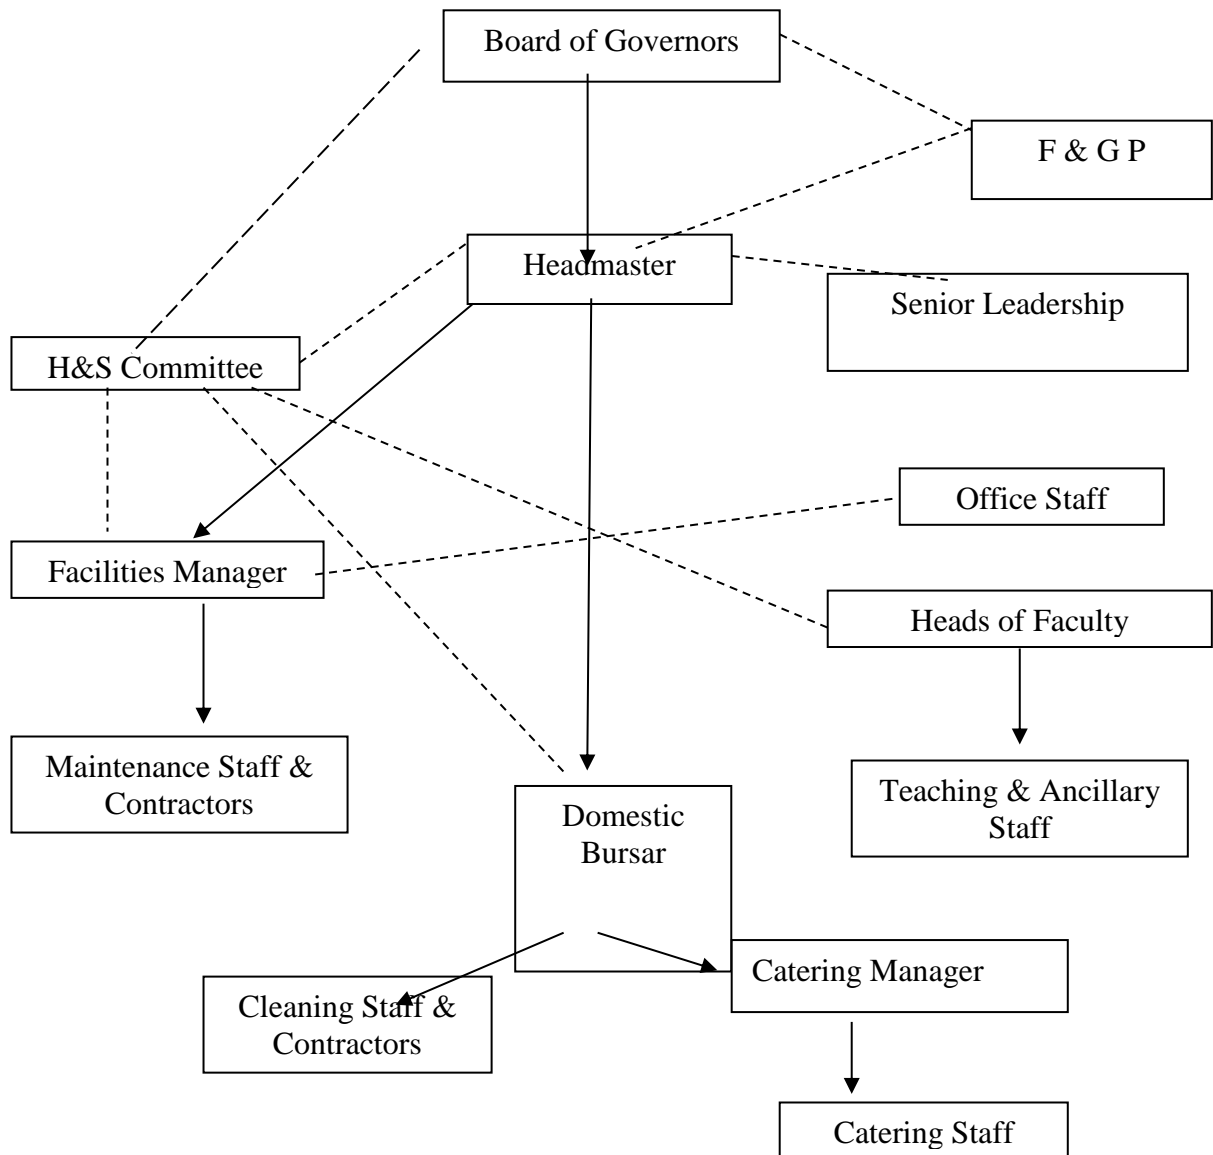 Board of Governors
F & G P
Headmaster
Senior Leadership
H&S Committee
Office Staff
Facilities Manager
Heads of Faculty
Maintenance Staff &
Contractors
Teaching & Ancillary
Staff
Domestic
Bursar
Catering Manager
Cleaning Staff &
Contractors
Catering Staff